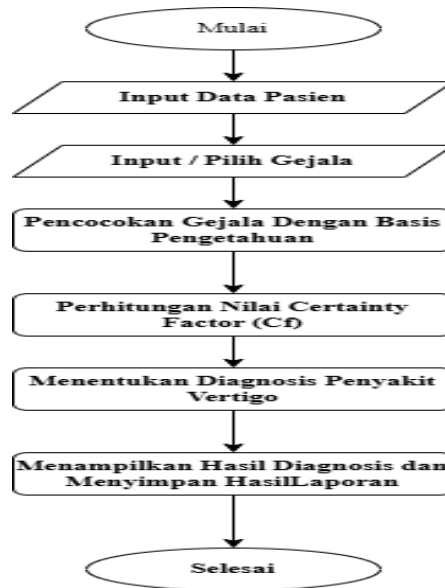 Mulai
Input Data Pasien
Input / Pilih Gejala
Pencocokan Gejala Dengan Basis
Pengetahuan
Perhitungan Nilai Certainty
Factor (Cf)
Menentukan Diagnosis Penyakit
Vertigo
Menampilkan Hasil Diagnosis dan
Menyimpan HasilLaporan
Selesai